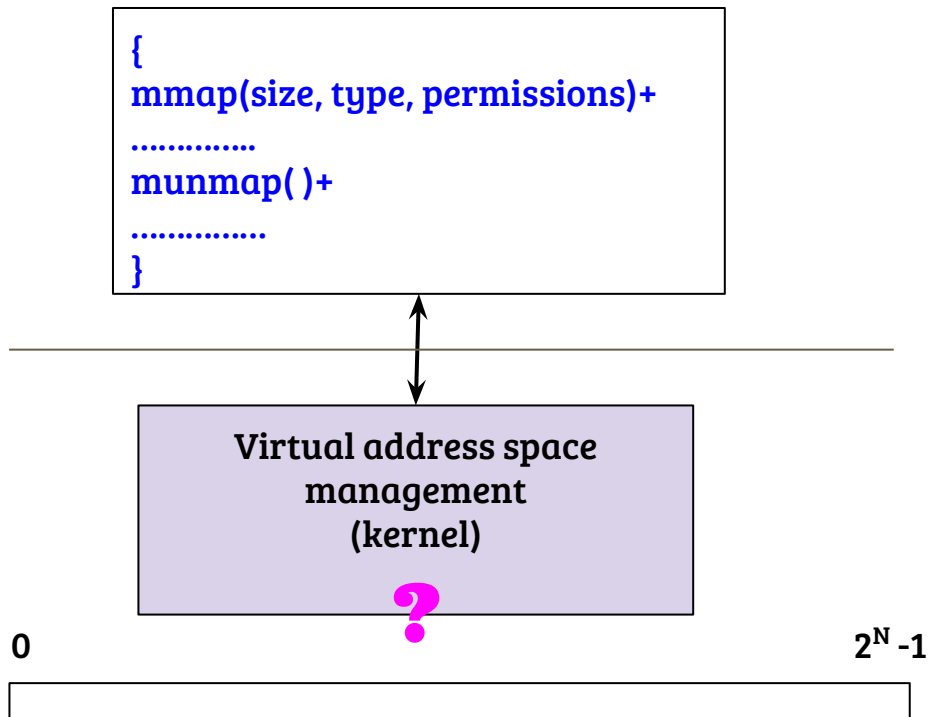 {
mmap(size, type, permissions)+
…………..
munmap( )+
……………
}
Virtual address space
management
(kernel)
?
0 2^N -1